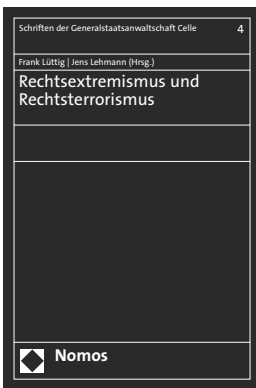 Schriften der Generalstaatsanwaltschaft Celle 4
Frank Lüttig | Jens Lehmann (Hrsg.)
Rechtsextremismus und
Rechtsterrorismus
Nomos